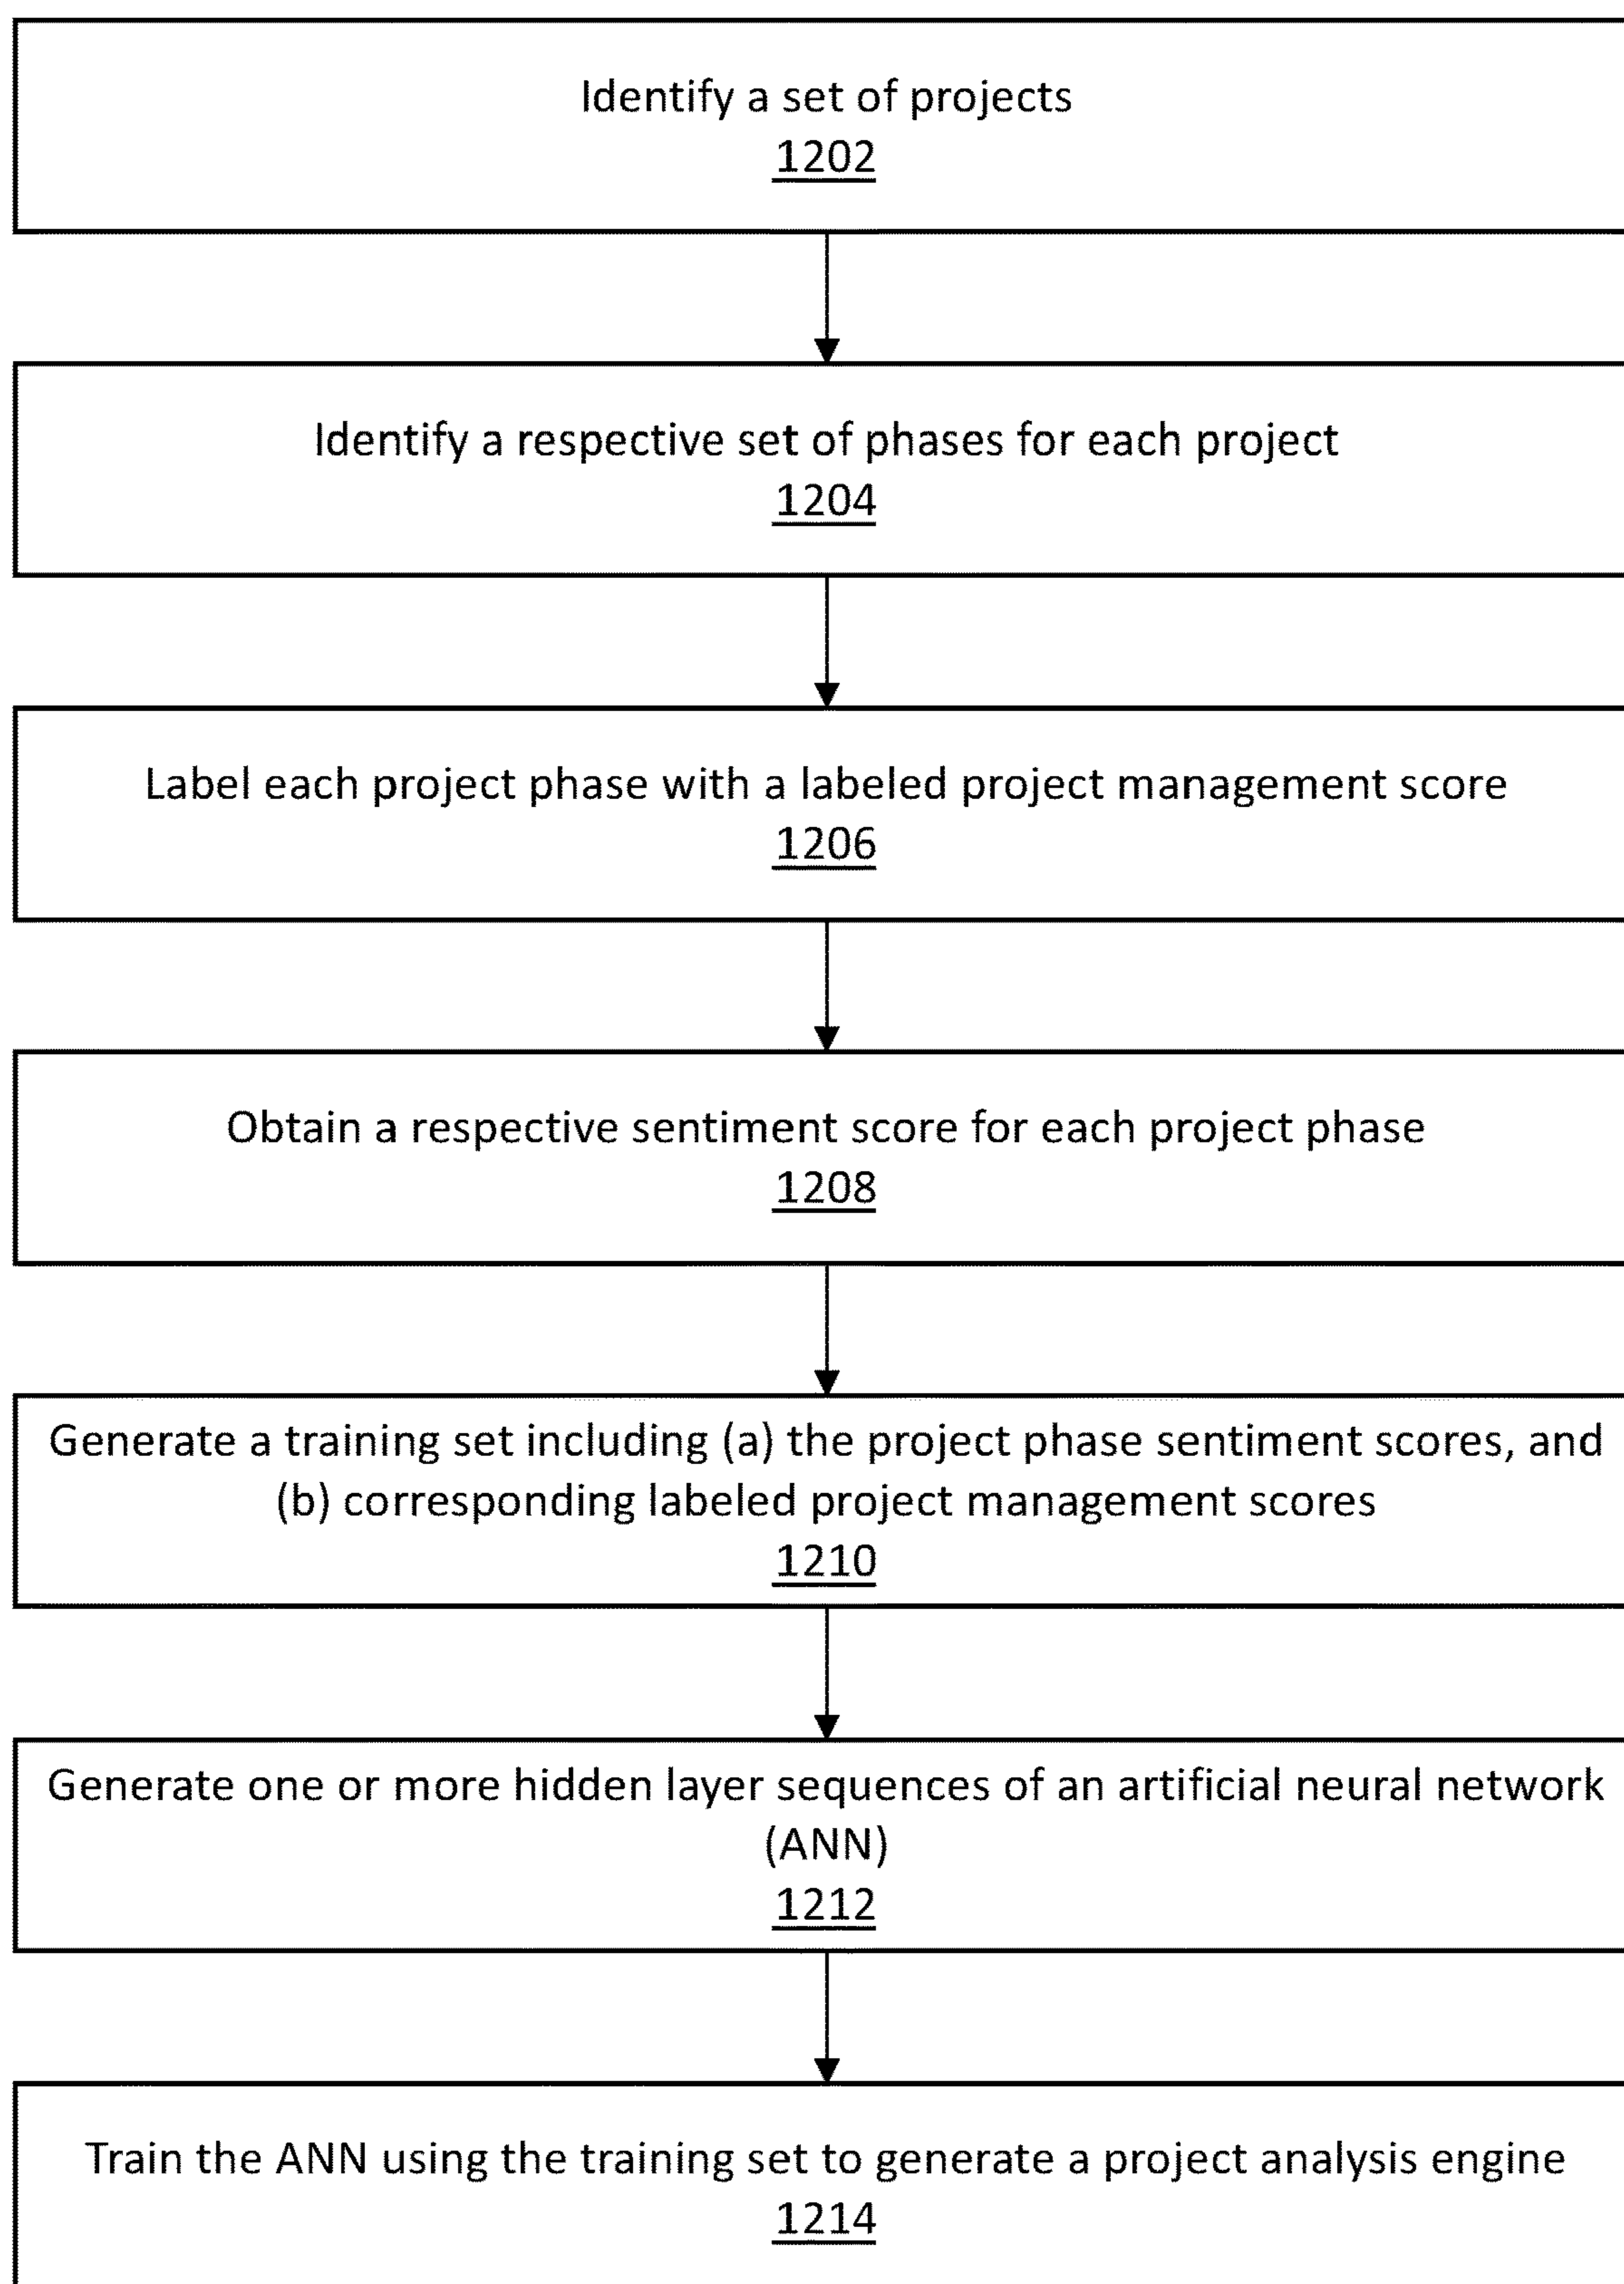 Identify a set of projects
1202
Identify a respective set of phases for each project
1204
Label each project phase with a labeled project management score
1206
Obtain a respective sentiment score for each project phase
1208
Generate a training set including (a) the project phase sentiment scores, and
(b) corresponding labeled project management scores
1210
Generate one or more hidden layer sequences of an artificial neural network
(ANN)
1212
Train the ANN using the training set to generate a project analysis engine
1214